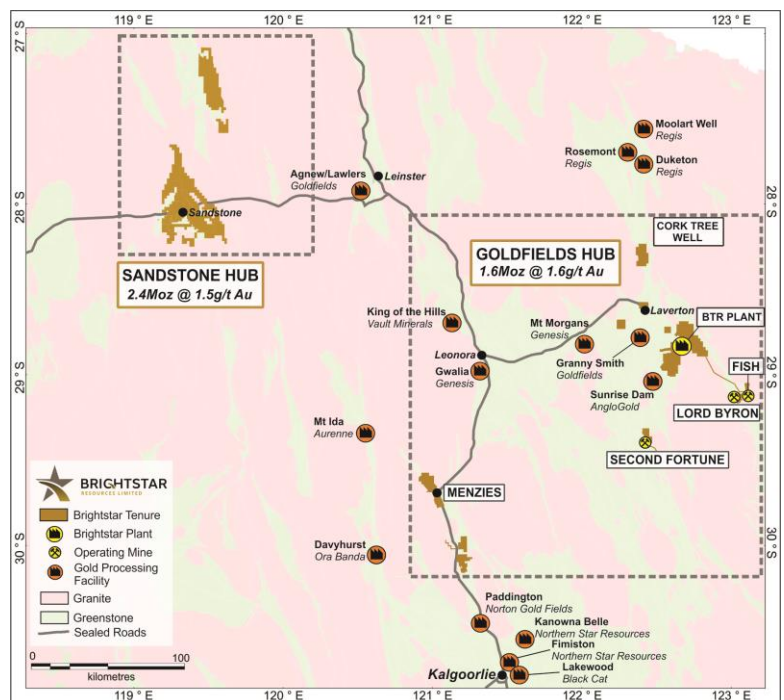 119° E
120° E
121° E
122° E
123° E
27° S
28° S
29° S
30° S
28° S
29° S
30° S
Moolart Well
Regis
Rosemont
Regis
Duketon
Regis
Agnew/Lawlers
Goldfields
Leinster
Sandstone
SANDSTONE HUB
2.4Moz @ 1.5g/t Au
CORK TREE
WELL
GOLDFIELDS HUB
1.6Moz @ 1.6g/t Au
King of the Hills
Vault Minerals
Mt Morgans
Genesis
Laverton
BTR PLANT
Leonora
Gwalia
Genesis
Granny Smith
Goldfields
Sunrise Dam
AngloGold
FISH
LORD BYRON
SECOND FORTUNE
Mt Ida
Aurenne
MENZIES
Davyhurst
Ora Banda
Paddington
Norton Gold Fields
Kanowna Belle
Northern Star Resources
Fimiston
Northern Star Resources
Lakewood
Black Cat
Kalgoorlie
BRIGHTSTAR
RESOURCES LIMITED
Brightstar Tenure
Brightstar Plant
Operating Mine
Gold Processing
Facility
Granite
Greenstone
Sealed Roads
0 100
kilometres
119° E
120° E
121° E
122° E
123° E